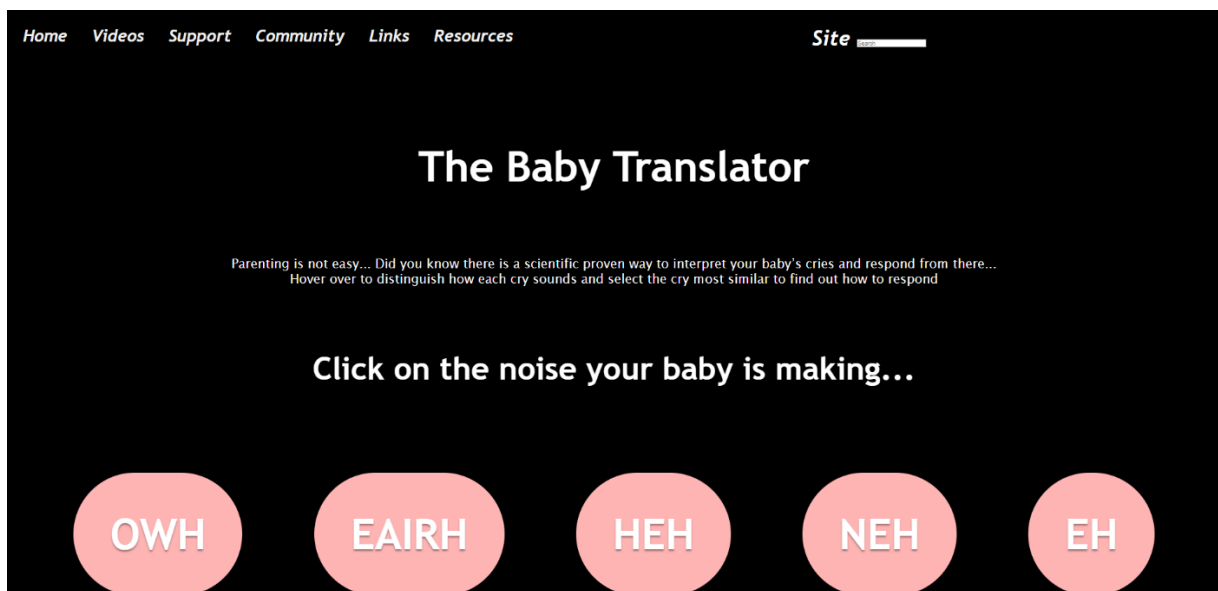 Home Videos Support Community Links Resources Site Search
The Baby Translator
Parenting is not easy... Did you know there is a scientific proven way to interpret your baby's cries and respond from there...
Hover over to distinguish how each cry sounds and select the cry most similar to find out how to respond
Click on the noise your baby is making...
OWH EAIRH HEH NEH EH